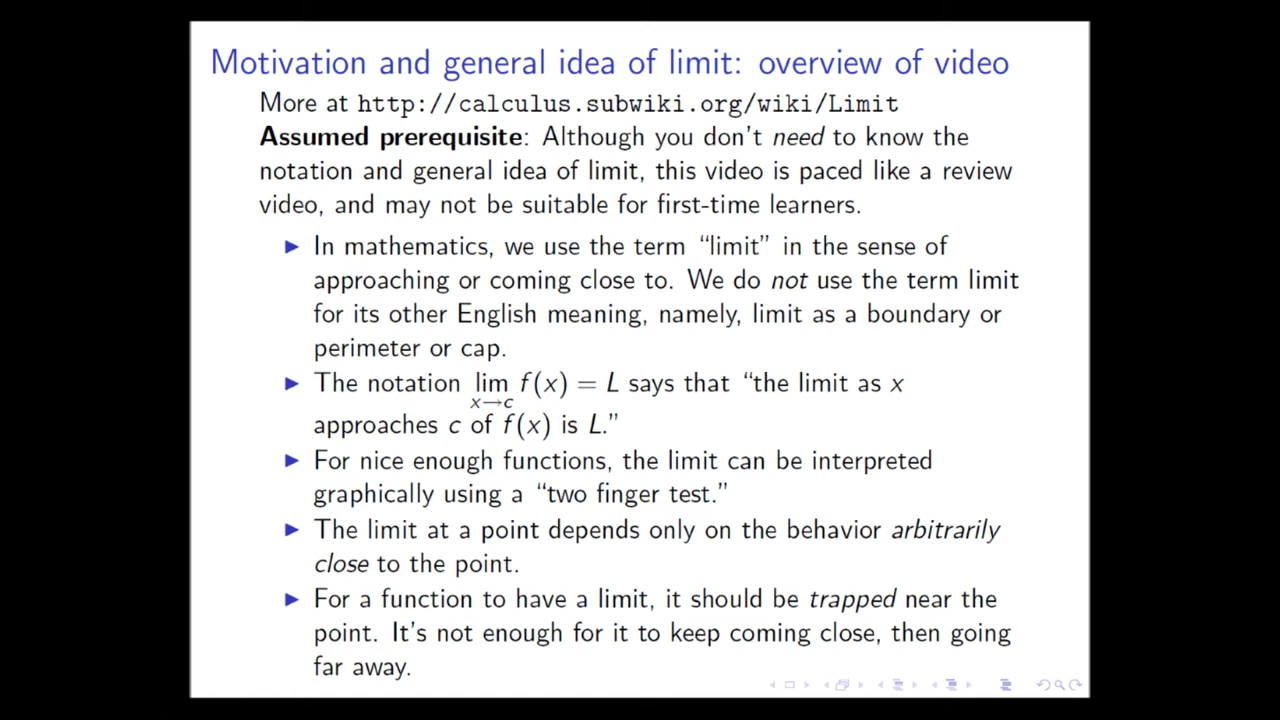 Motivation and general idea of limit: overview of video
More at http://calculus.subwiki.org/wiki/Limit
Assumed prerequisite: Although you don't need to know the
notation and general idea of limit, this video is paced like a review
video, and may not be suitable for first-time learners.
▶ In mathematics, we use the term “limit” in the sense of
approaching or coming close to. We do not use the term limit
for its other English meaning, namely, limit as a boundary or
perimeter or cap.
▶ The notation lim f(x) = L says that “the limit as x
x→c
approaches c of f(x) is L.”
▶ For nice enough functions, the limit can be interpreted
graphically using a “two finger test.”
▶ The limit at a point depends only on the behavior arbitrarily
close to the point.
▶ For a function to have a limit, it should be trapped near the
point. It's not enough for it to keep coming close, then going
far away.